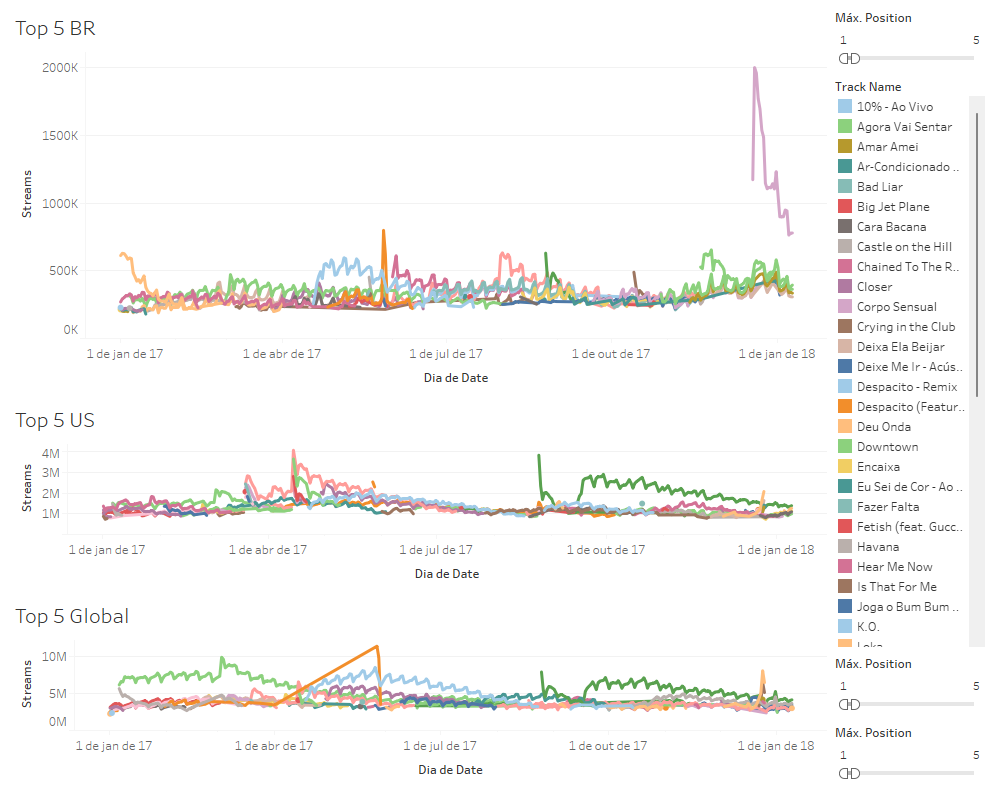 Top 5 BR
2000K
1500K
1000K
500K
0K
Streams
1 de jan de 17
1 de abr de 17
1 de jul de 17
1 de out de 17
1 de jan de 18
Dia de Date
Top 5 US
4M
3M
2M
1M
Streams
1 de jan de 17
1 de abr de 17
1 de jul de 17
1 de out de 17
1 de jan de 18
Dia de Date
Top 5 Global
10M
5M
0M
Streams
1 de jan de 17
1 de abr de 17
1 de jul de 17
1 de out de 17
1 de jan de 18
Dia de Date
Máx. Position
1 5
Track Name
10% - Ao Vivo
Agora Vai Sentar
Amar Amei
Ar-Condicionado ..
Bad Liar
Big Jet Plane
Cara Bacana
Castle on the Hill
Chained To The R..
Closer
Corpo Sensual
Crying in the Club
Deixa Ela Beijar
Deixe Me Ir - Acús..
Despacito - Remix
Despacito (Featur..
Deu Onda
Downtown
Encaixa
Eu Sei de Cor - Ao ..
Fazer Falta
Fetish (feat. Gucc..
Havana
Hear Me Now
Is That For Me
Joga o Bum Bum ..
K.O.
Máx. Position
1 5
Máx. Position
1 5